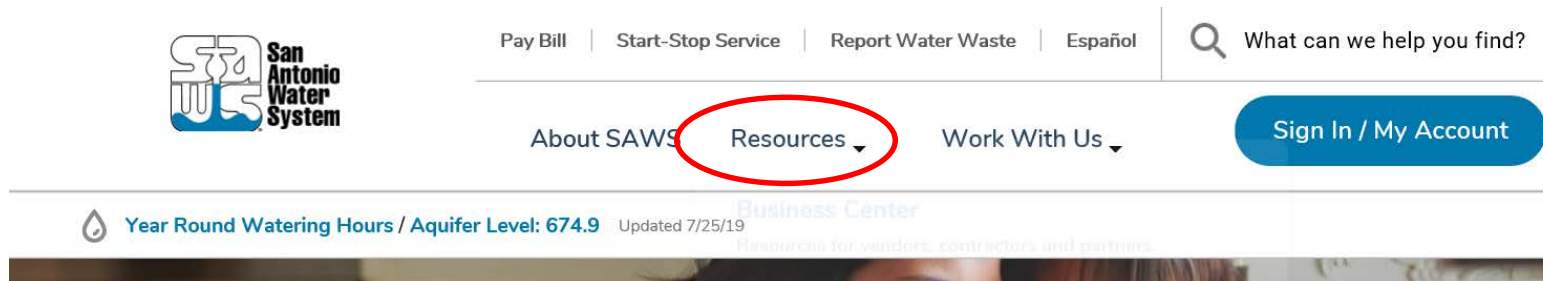 San
Antonio
Water
System
Pay Bill | Start-Stop Service | Report Water Waste | Español
What can we help you find?
About SAWS
Resources
Work With Us
Sign In / My Account
Year Round Watering Hours / Aquifer Level: 674.9 Updated 7/25/19
Business Center
Resources for vendors, contractors and partners